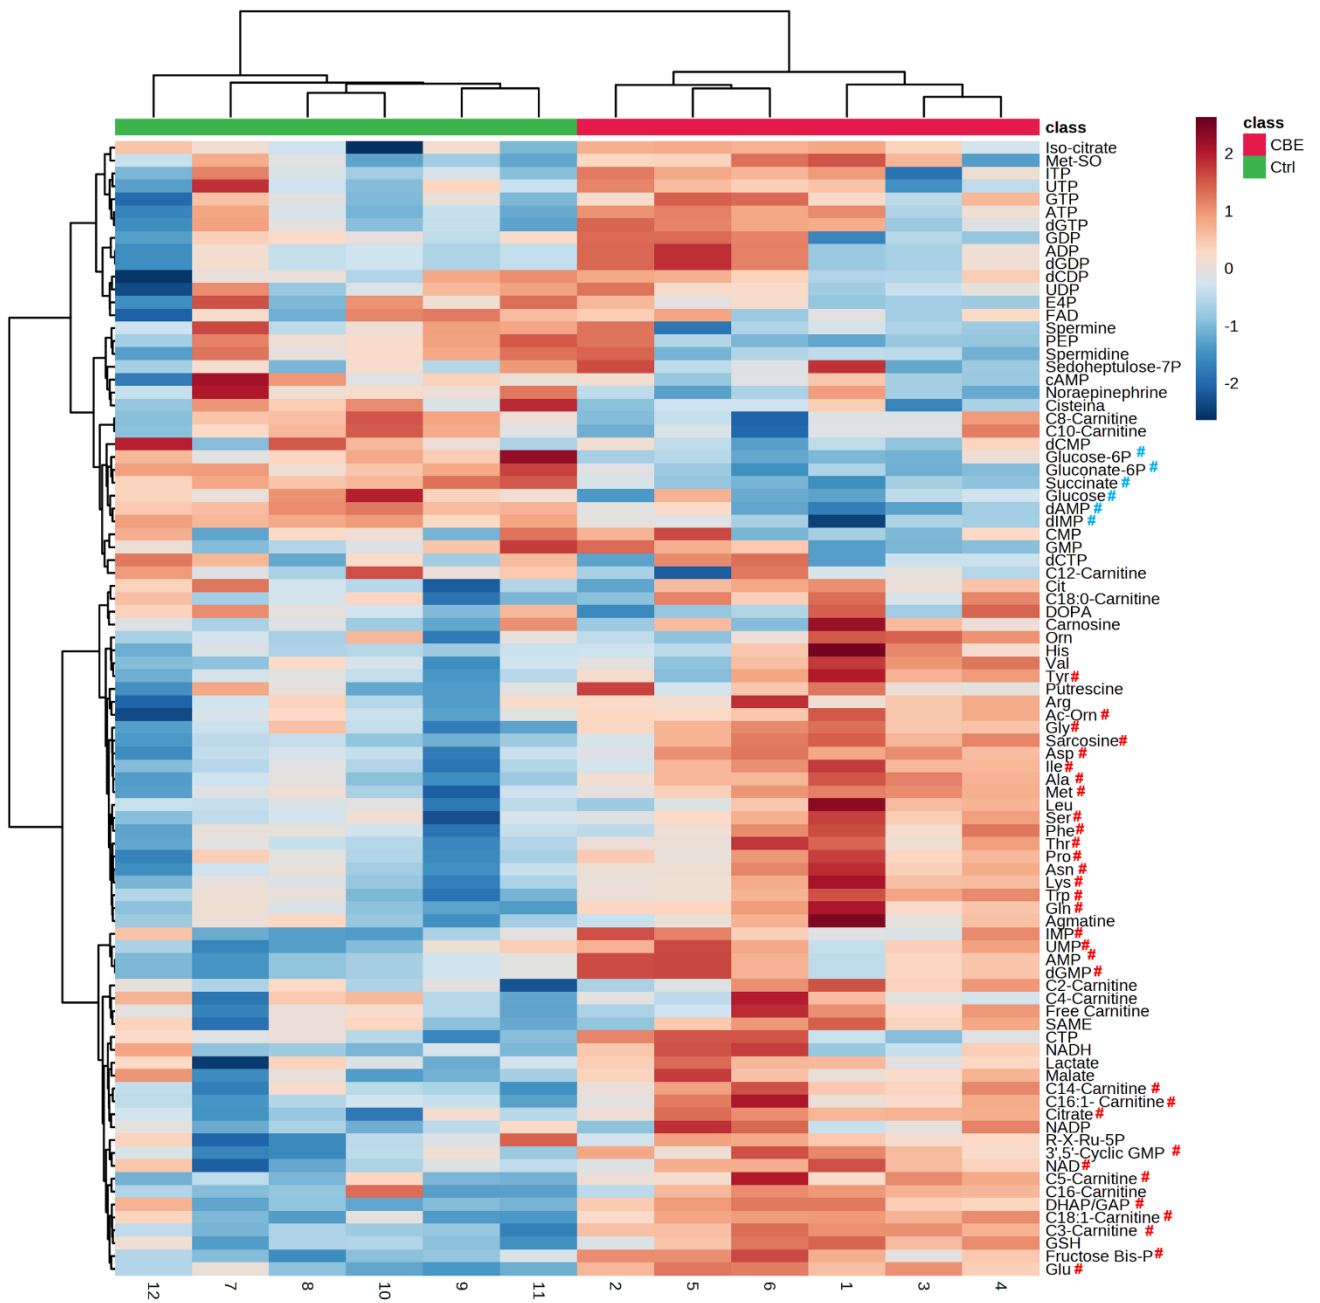 class
Iso-citrate
Met-SO
ITP
UTP
GTP
ATP
dGTP
GDP
ADP
dGDP
dCDP
UDP
E4P
FAD
Spermine
PEP
Spermidine
Sedoheptulose-7P
cAMP
Noraepinephrine
Cisteina
C8-Carnitine
C10-Carnitine
dCMP
Glucose-6P #
Gluconate-6P #
Succinate #
Glucose#
dAMP #
dIMP #
CMP
GMP
dCTP
C12-Carnitine
Cit
C18:0-Carnitine
DOPA
Carnosine
Orn
His
Val
Tyr#
Putrescine
Arg
Ac-Orn #
Gly#
Sarcosine#
Asp #
Ile#
Ala #
Met #
Leu
Ser#
Phe#
Thr#
Pro#
Asn #
Lys #
Trp #
Gln #
Agmatine
IMP#
UMP#
AMP #
dGMP#
C2-Carnitine
C4-Carnitine
Free Carnitine
SAME
CTP
NADH
Lactate
Malate
C14-Carnitine #
C16:1- Carnitine#
Citrate#
NADP
R-X-Ru-5P
3',5'-Cyclic GMP #
NAD#
C5-Carnitine #
C16-Carnitine
DHAP/GAP #
C18:1-Carnitine #
C3-Carnitine #
GSH
Fructose Bis-P#
Glu #
12 7 8 10 9 11 2 5 6 1 3 4
2
1
0
-1
-2
class
CBE
Ctrl